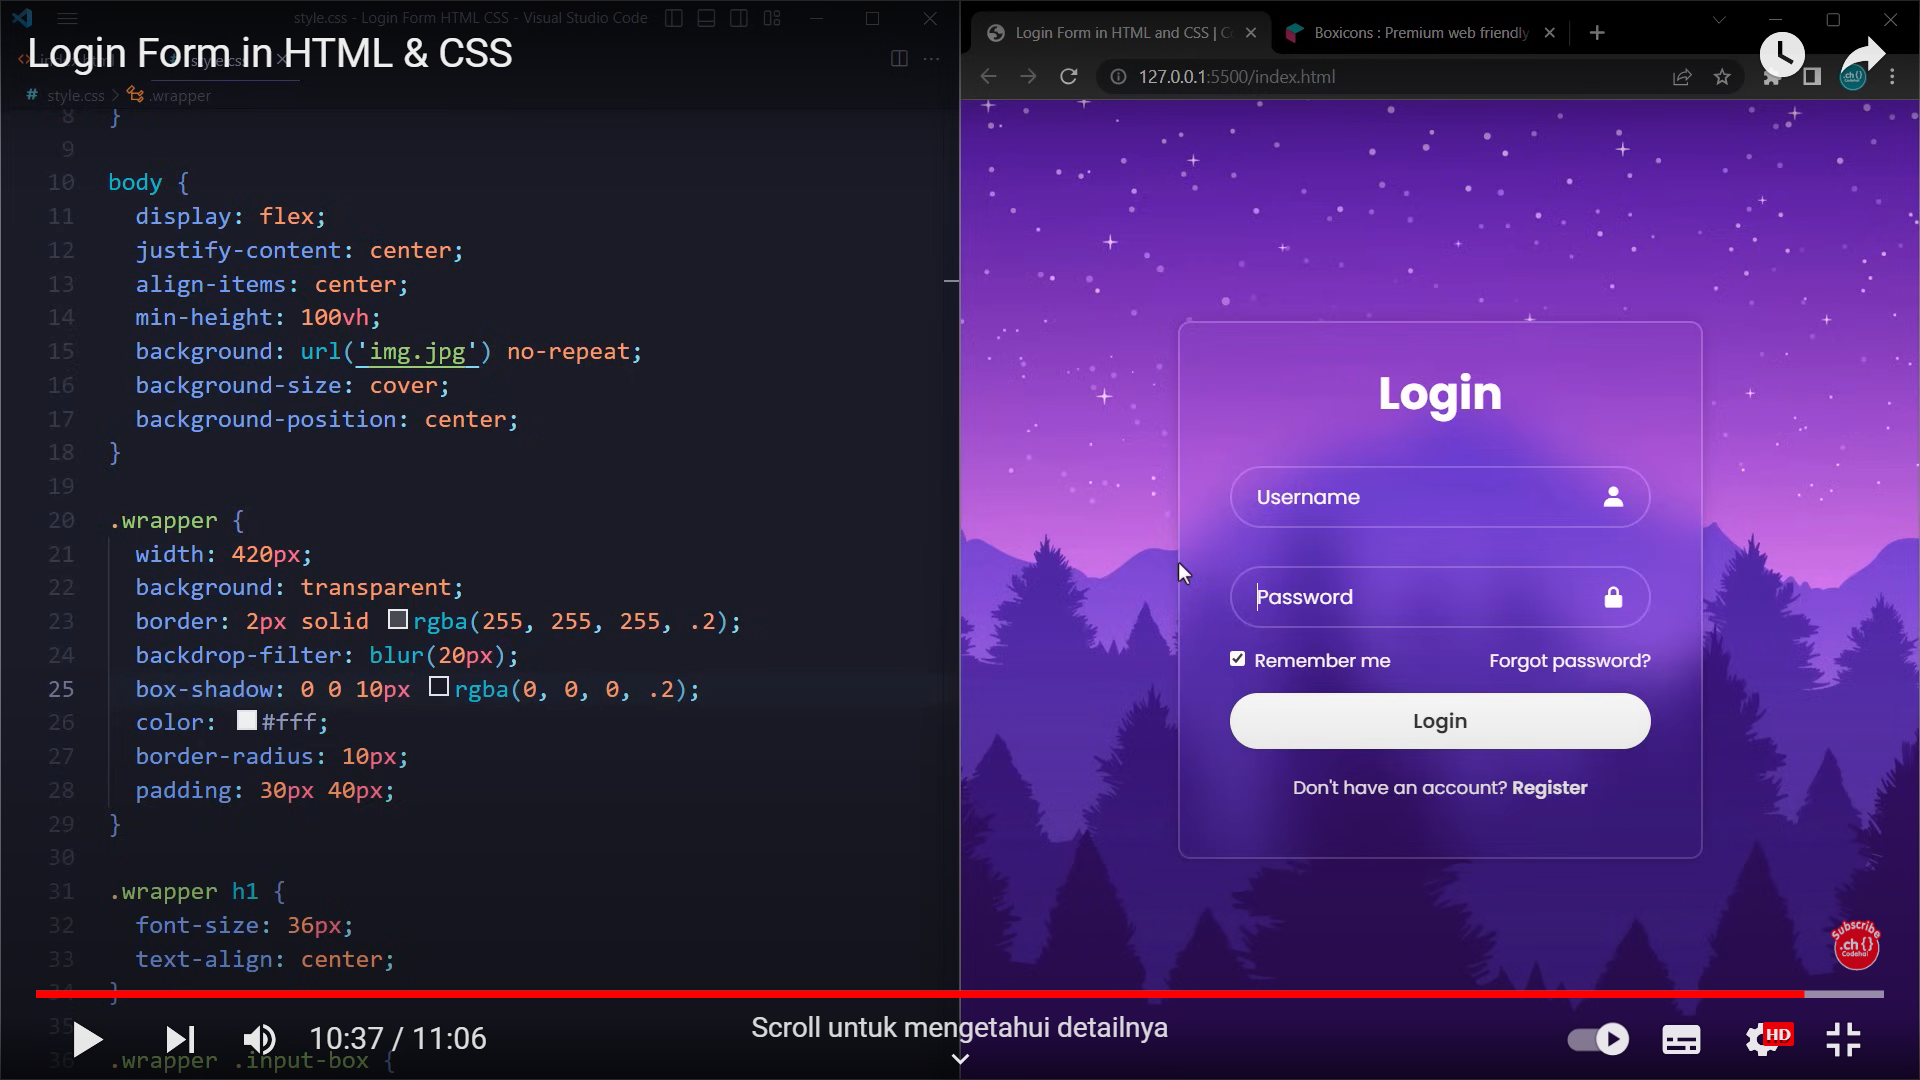 style.css - Login Form HTML CSS - Visual Studio Code
Login Form in HTML & CSS
style.css
# style.css > .wrapper
8 }
9
10 body {
11 display: flex;
12 justify-content: center;
13 align-items: center;
14 min-height: 100vh;
15 background: url('img.jpg') no-repeat;
16 background-size: cover;
17 background-position: center;
18 }
19
20 .wrapper {
21 width: 420px;
22 background: transparent;
23 border: 2px solid rgba(255, 255, 255, .2);
24 backdrop-filter: blur(20px);
25 box-shadow: 0 0 10px rgba(0, 0, 0, .2);
26 color: #fff;
27 border-radius: 10px;
28 padding: 30px 40px;
29 }
30
31 .wrapper h1 {
32 font-size: 36px;
33 text-align: center;
34 }
35
36 .wrapper .input-box {
Login Form in HTML and CSS | C
Boxicons : Premium web friendly
127.0.0.1:5500/index.html
Login
Username
Password
Remember me Forgot password?
Login
Don't have an account? Register
Subscribe
.ch {}
Codehal
10:37 / 11:06
Scroll untuk mengetahui detailnya
HD